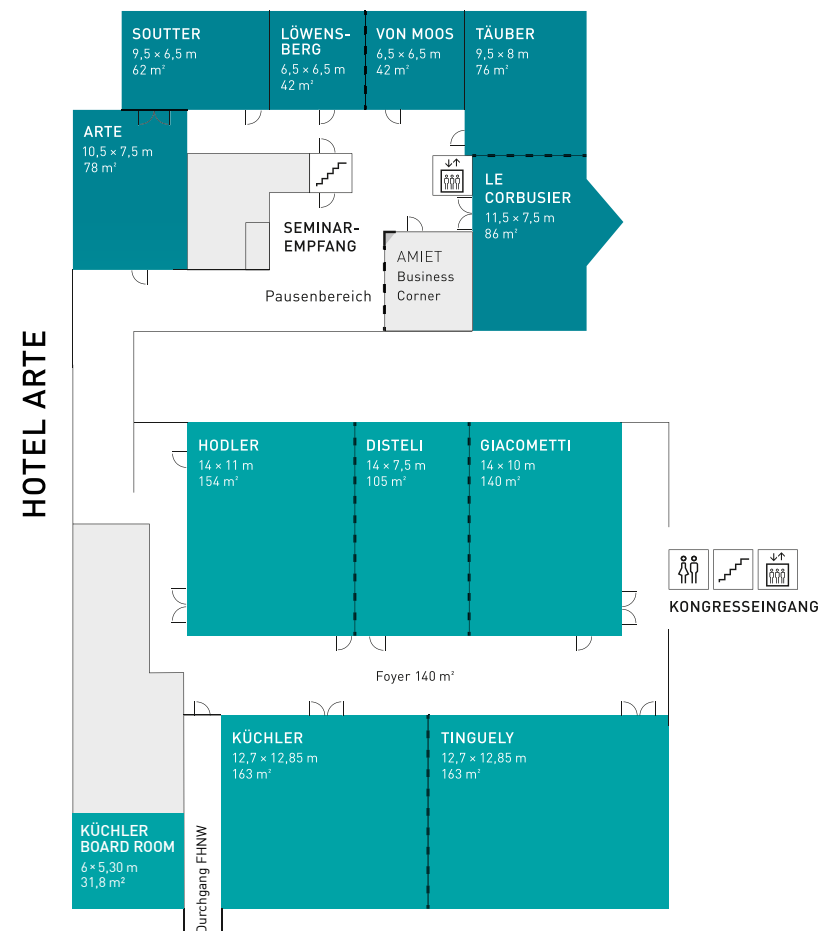 SOUTTER
9,5 × 6,5 m
62 m²
LÖWENS-
BERG
6,5 × 6,5 m
42 m²
VON MOOS
6,5 × 6,5 m
42 m²
TÄUBER
9,5 × 8 m
76 m²
ARTE
10,5 × 7,5 m
78 m²
LE
CORBUSIER
11,5 × 7,5 m
86 m²
SEMINAR-
EMPFANG
AMIET
Business
Corner
Pausenbereich
HOTEL ARTE
HODLER
14 × 11 m
154 m²
DISTELI
14 × 7,5 m
105 m²
GIACOMETTI
14 × 10 m
140 m²
KONGRESSEINGANG
Foyer 140 m²
KÜCHLER
12,7 × 12,85 m
163 m²
TINGUELY
12,7 × 12,85 m
163 m²
KÜCHLER
BOARD ROOM
6 × 5,30 m
31,8 m²
Durchgang FHNW